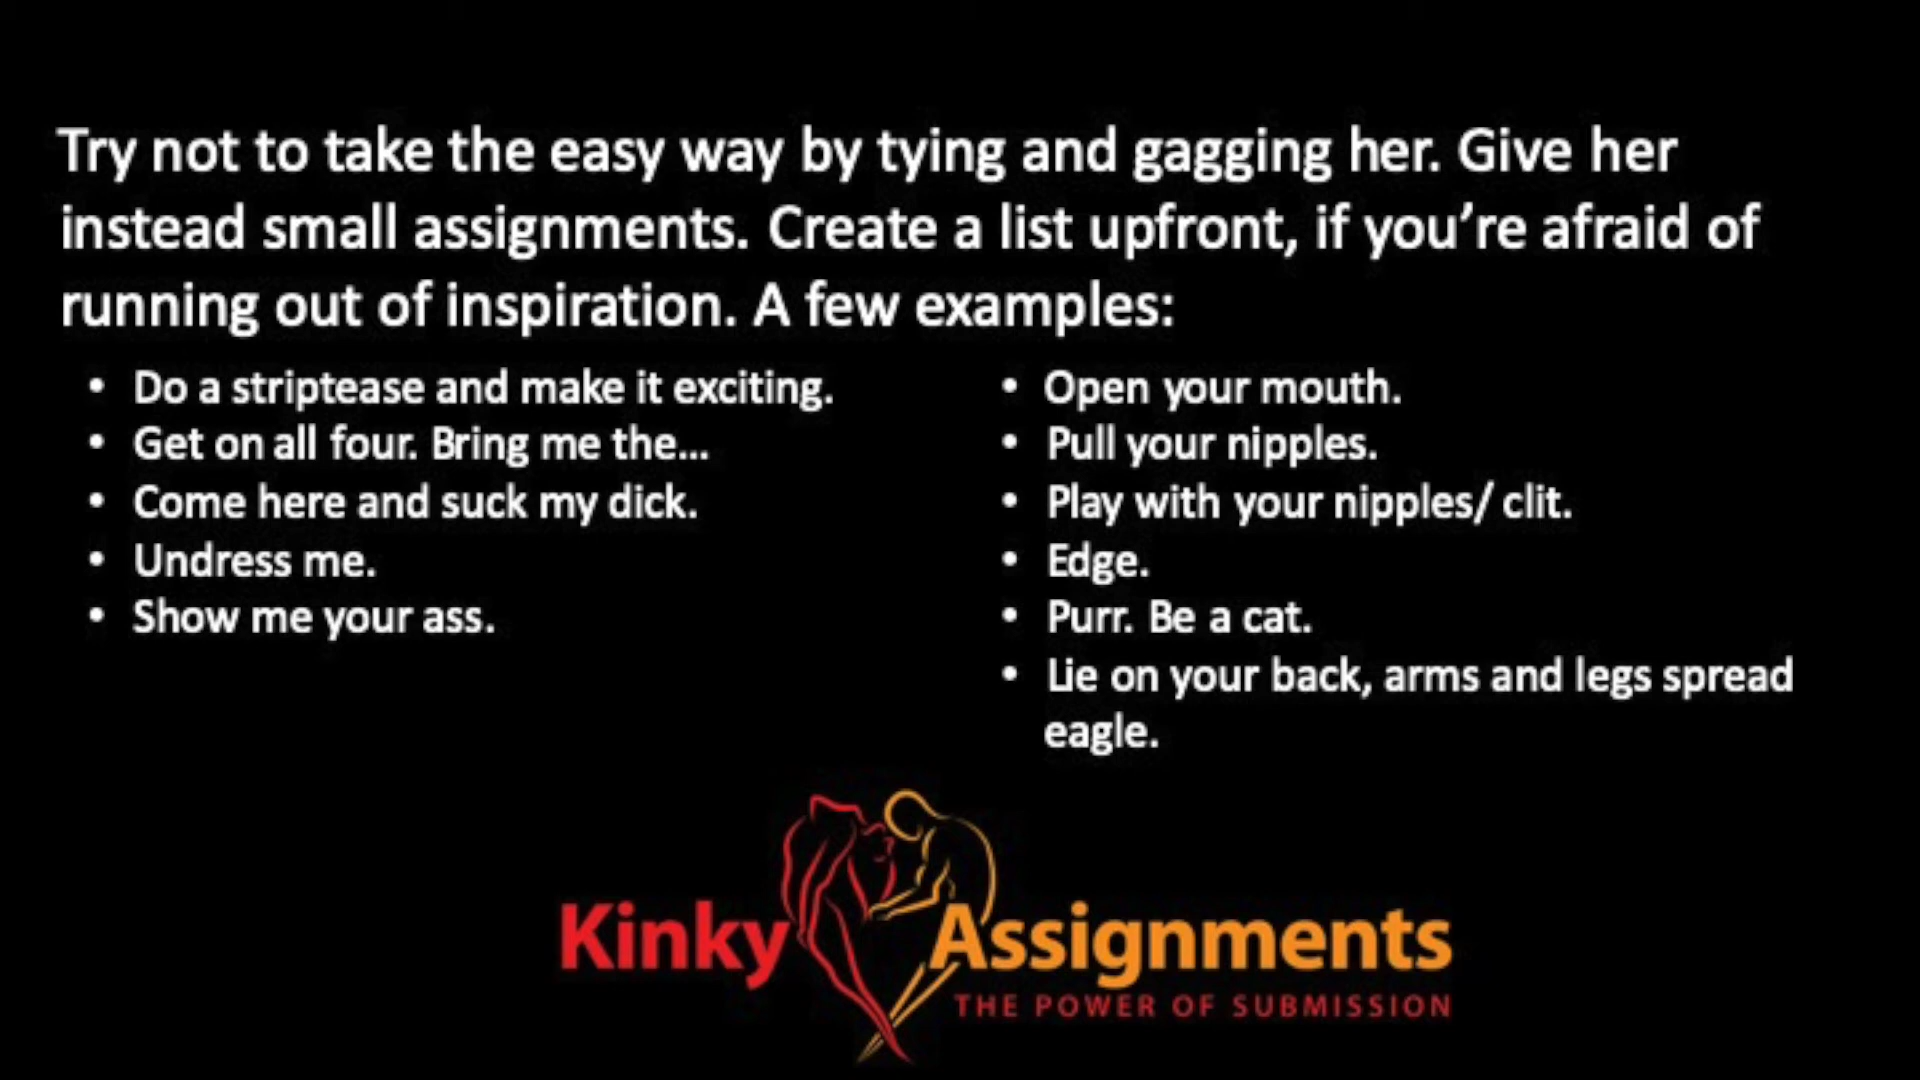 Try not to take the easy way by tying and gagging her. Give her
instead small assignments. Create a list upfront, if you’re afraid of
running out of inspiration. A few examples:
• Do a striptease and make it exciting.
• Get on all four. Bring me the...
• Come here and suck my dick.
• Undress me.
• Show me your ass.
• Open your mouth.
• Pull your nipples.
• Play with your nipples/ clit.
• Edge.
• Purr. Be a cat.
• Lie on your back, arms and legs spread
eagle.
Kinky Assignments
THE POWER OF SUBMISSION